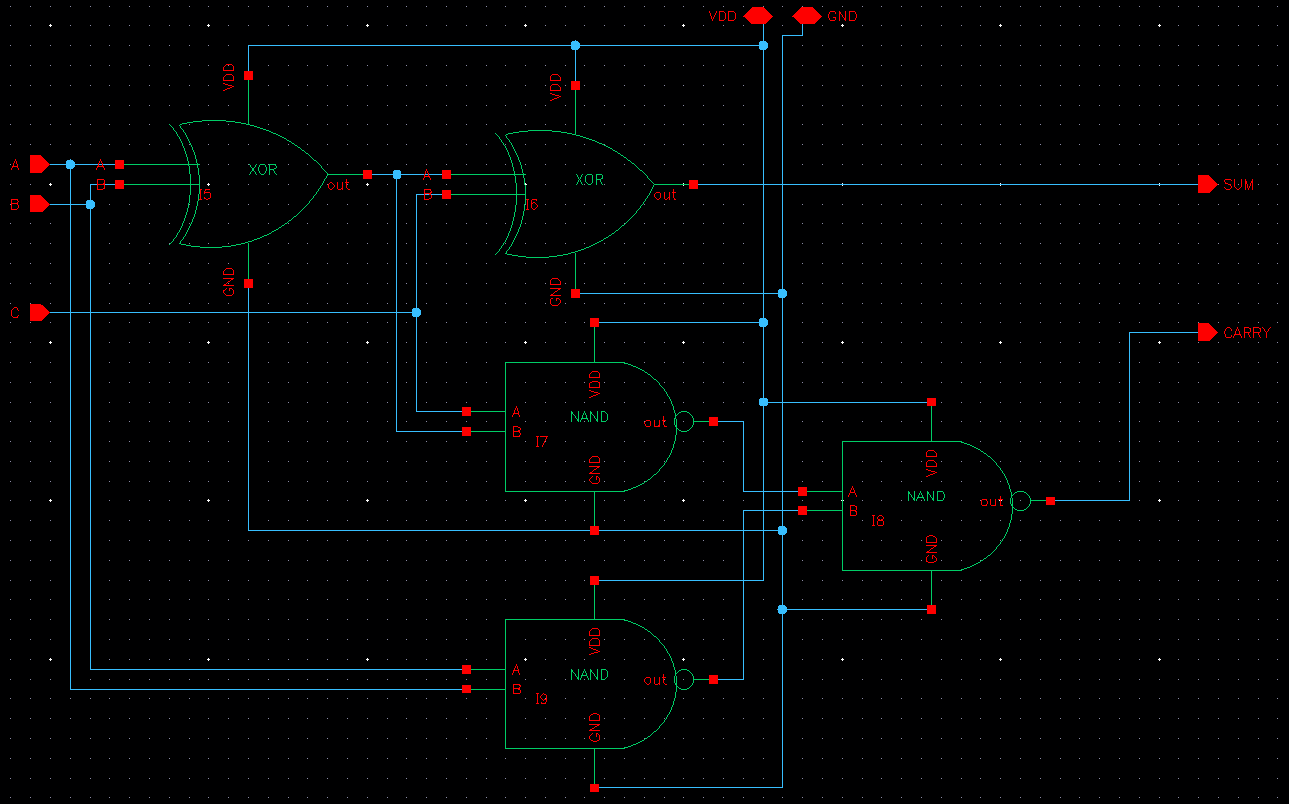 VDD
GND
VDD
VDD
XOR
A
A
B
I5
out
GND
B
XOR
A
B
I6
out
GND
SUM
C
CARRY
VDD
NAND
A
B
I7
out
GND
VDD
NAND
A
B
I8
out
GND
VDD
NAND
A
B
I9
out
GND